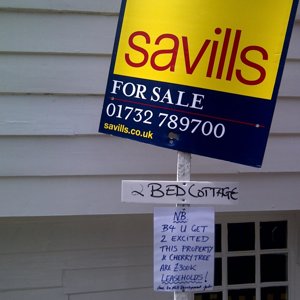 savills
FOR SALE
01732 789700
savills.co.uk
2 BED COTTAGE
NB
B4 U GET
2 EXCITED
THIS PROPERTY
& CHERRYTREE
ARE £300K
LEASEHOLDS!